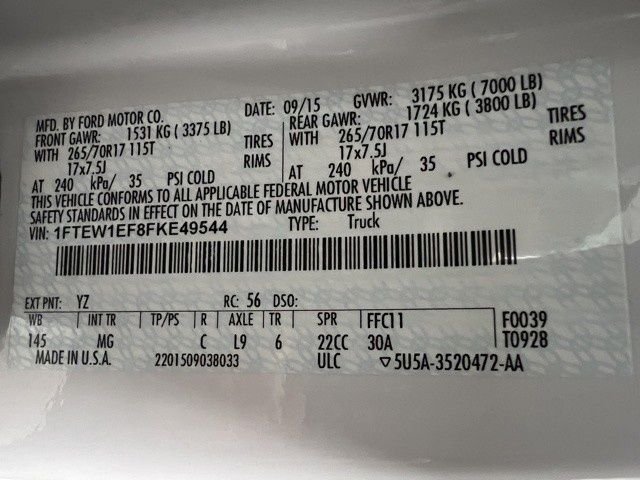 MFD. BY FORD MOTOR CO. DATE: 09/15 GVWR: 3175 KG ( 7000 LB)
FRONT GAWR: 1531 KG ( 3375 LB) REAR GAWR: 1724 KG ( 3800 LB)
WITH 265/70R17 115T TIRES WITH 265/70R17 115T TIRES
17x7.5J RIMS 17x7.5J RIMS
AT 240 kPa/ 35 PSI COLD AT 240 kPa/ 35 PSI COLD
THIS VEHICLE CONFORMS TO ALL APPLICABLE FEDERAL MOTOR VEHICLE
SAFETY STANDARDS IN EFFECT ON THE DATE OF MANUFACTURE SHOWN ABOVE.
VIN: 1FTEW1EF8FKE49544 TYPE: Truck
EXT PNT: YZ RC: 56 DSO:
WB INT TR TP/PS R AXLE TR SPR FFC11 F0039
145 MG C L9 6 22CC 30A T0928
MADE IN U.S.A. 2201509038033 ULC ▽5U5A-3520472-AA